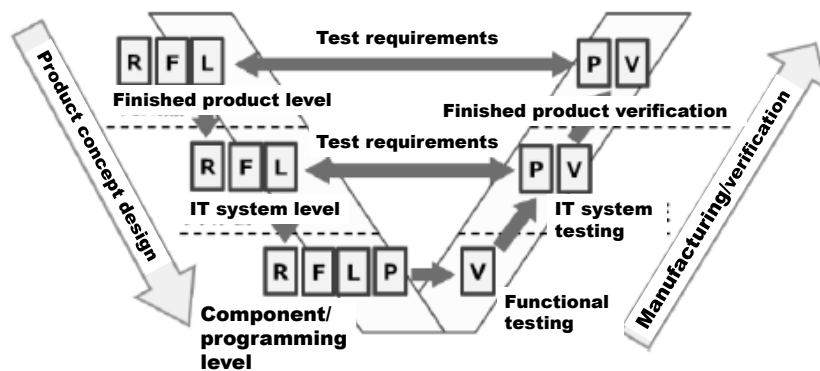 Test requirements
R F L
P V
Finished product level
Finished product verification
Product concept design
Test requirements
R F L
P V
IT system level
IT system
testing
Manufacturing/verification
R F L P
V
Component/
programming
level
Functional
testing